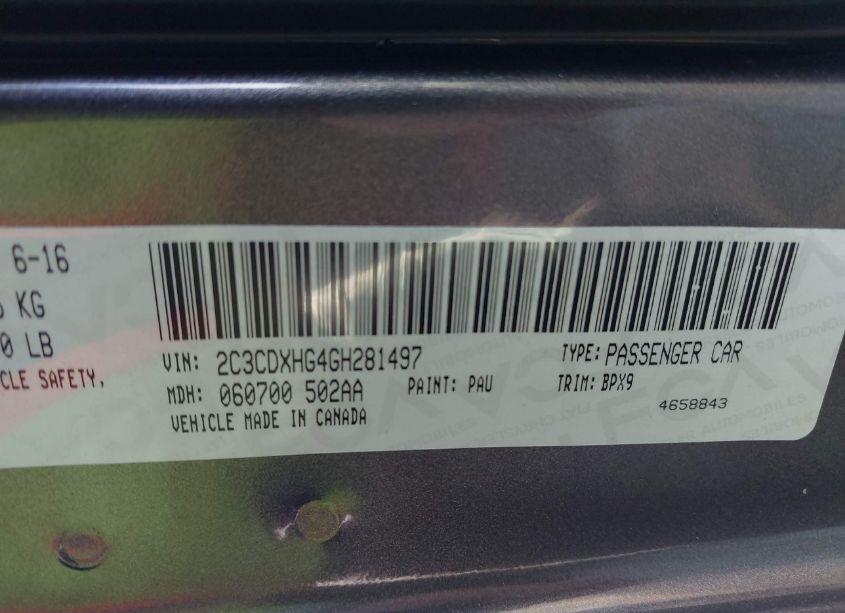 6-16
KG
0 LB
CLE SAFETY,
VIN: 2C3CDXHG4GH281497 TYPE: PASSENGER CAR
MDH: 060700 502AA PAINT: PAU TRIM: BPX9
VEHICLE MADE IN CANADA 4658843